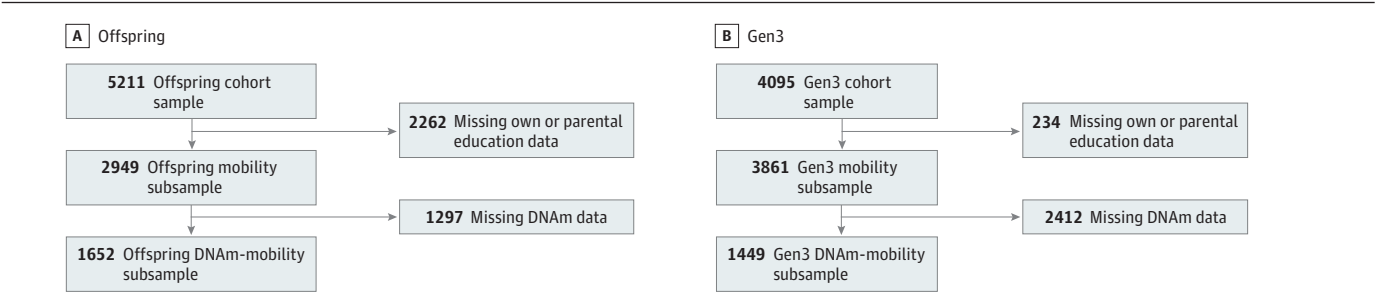 A Offspring
5211 Offspring cohort
sample
2262 Missing own or parental
education data
2949 Offspring mobility
subsample
1297 Missing DNAm data
1652 Offspring DNAm-mobility
subsample
B Gen3
4095 Gen3 cohort
sample
234 Missing own or parental
education data
3861 Gen3 mobility
subsample
2412 Missing DNAm data
1449 Gen3 DNAm-mobility
subsample